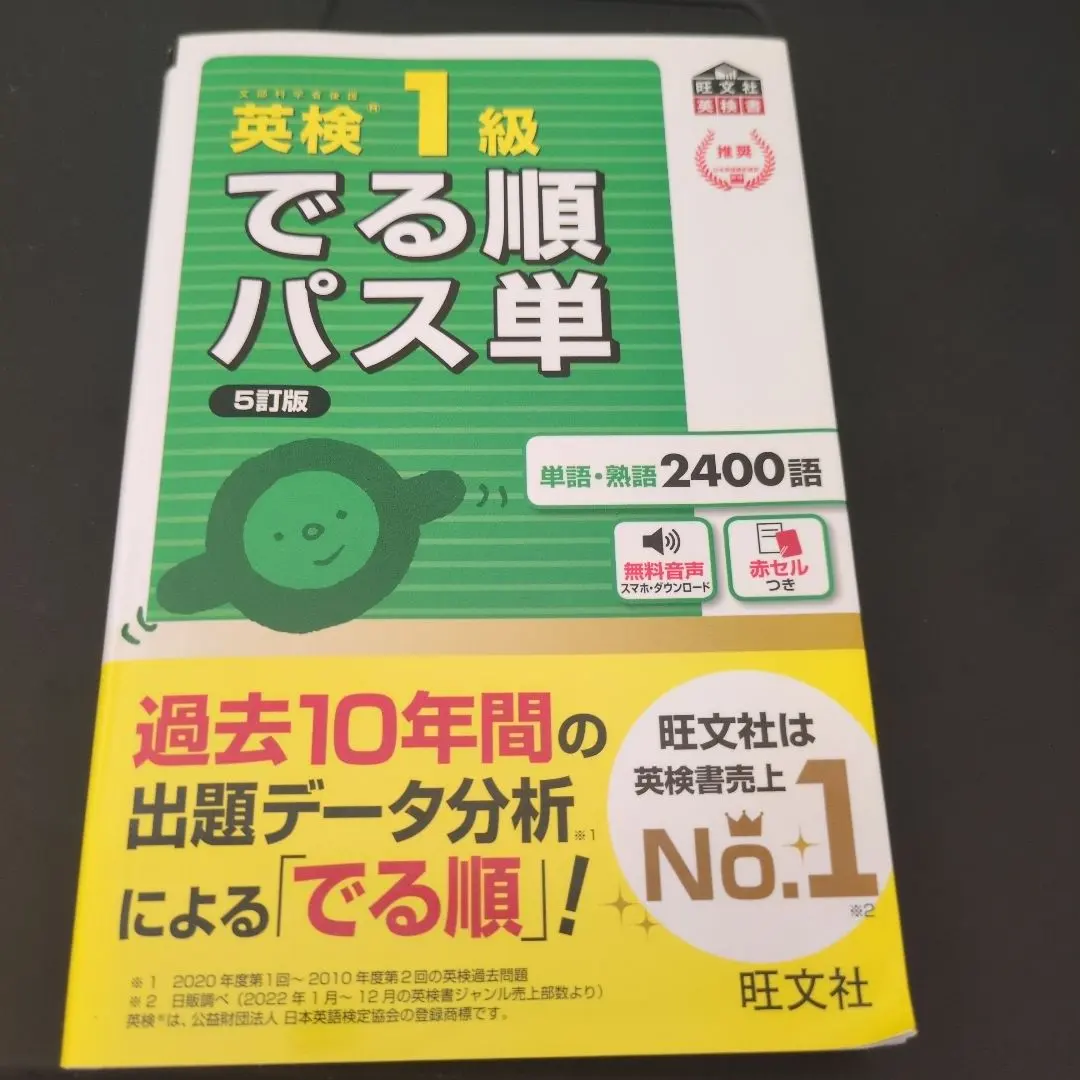 文部科学省後援
英検® 1級
でる順
パス単
5訂版
旺文社
英検書
推奨
単語・熟語2400語
無料音声
スマホ・ダウンロード
赤セル
つき
過去10年間の
出題データ分析※1
による「でる順」!
旺文社は
英検書売上
No.1
※2
※1 2020年度第1回～2010年度第2回の英検過去問題
※2 日販調べ（2022年1月～12月の英検書ジャンル売上部数より）
英検®は、公益財団法人 日本英語検定協会の登録商標です。
旺文社